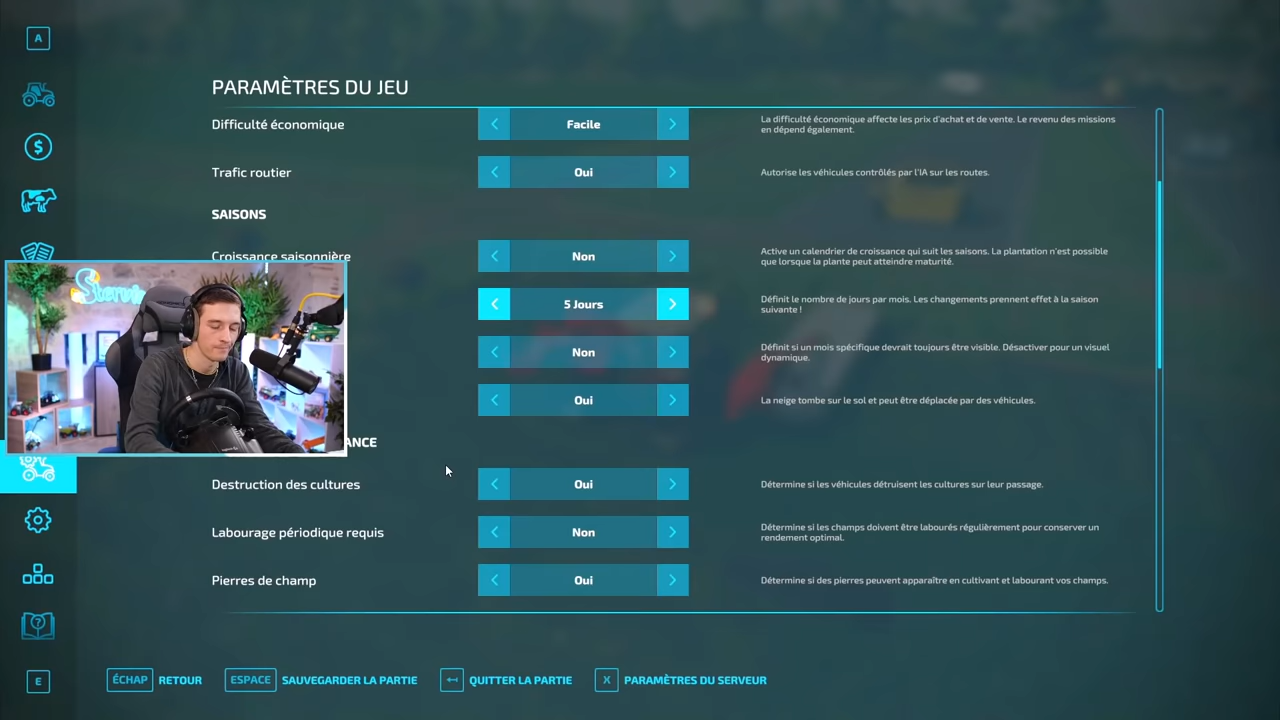 A
PARAMÈTRES DU JEU
Difficulté économique
Facile
La difficulté économique affecte les prix d'achat et de vente. Le revenu des missions
en dépend également.
Trafic routier
Oui
Autorise les véhicules contrôlés par l'IA sur les routes.
SAISONS
Croissance saisonnière
Non
Active un calendrier de croissance qui suit les saisons. La plantation n'est possible
que lorsque la plante peut atteindre maturité.
5 Jours
Définit le nombre de jours par mois. Les changements prennent effet à la saison
suivante !
Non
Définit si un mois spécifique devrait toujours être visible. Désactiver pour un visuel
dynamique.
Oui
La neige tombe sur le sol et peut être déplacée par des véhicules.
ANCE
Destruction des cultures
Oui
Détermine si les véhicules détruisent les cultures sur leur passage.
Labourage périodique requis
Non
Détermine si les champs doivent être labourés régulièrement pour conserver un
rendement optimal.
Pierres de champ
Oui
Détermine si des pierres peuvent apparaître en cultivant et labourant vos champs.
E
ÉCHAP RETOUR ESPACE SAUVEGARDER LA PARTIE QUITTER LA PARTIE X PARAMÈTRES DU SERVEUR